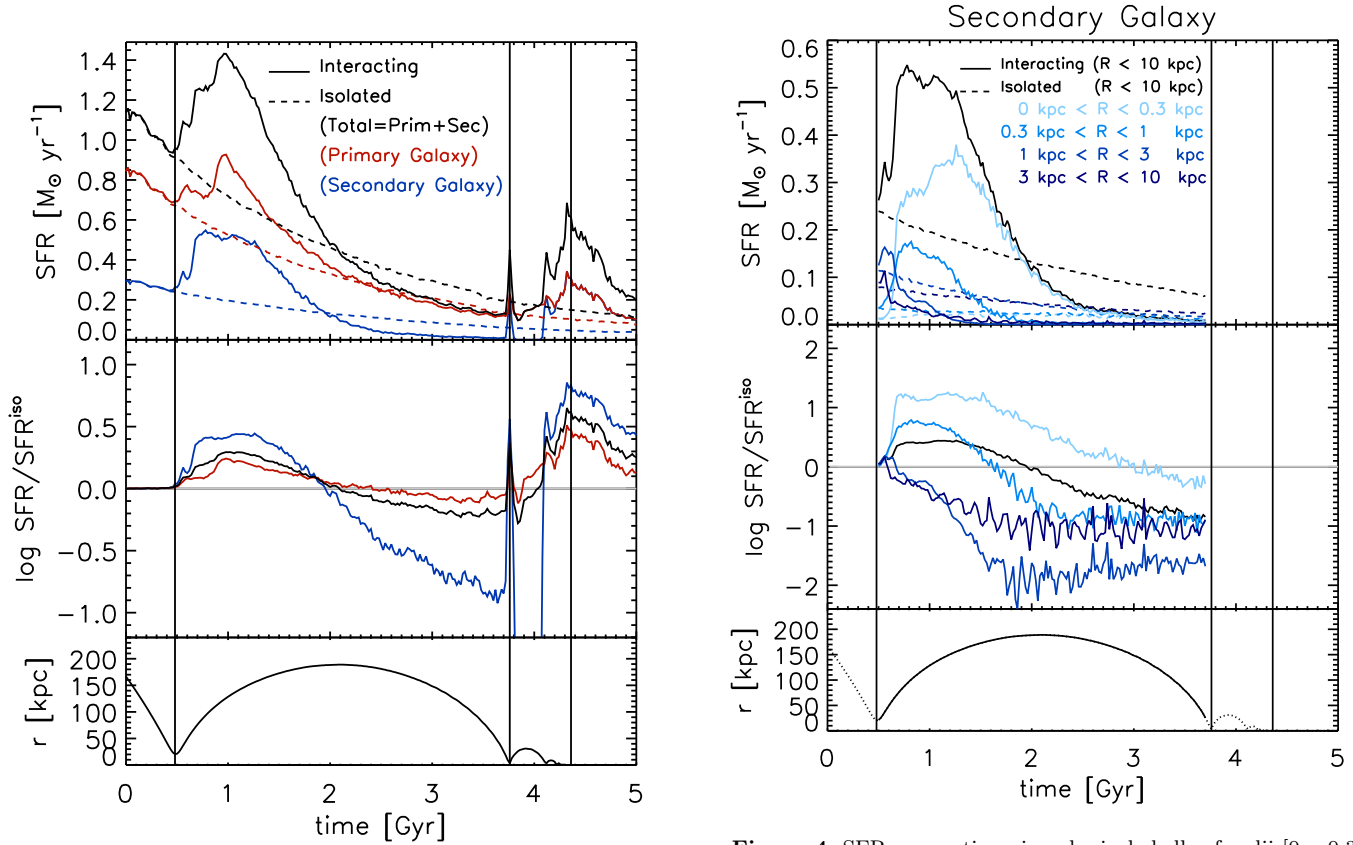 1.4
1.2
1.0
0.8
0.6
0.4
0.2
0.0
SFR [M⊙ yr⁻¹]
Interacting
Isolated
(Total=Prim+Sec)
(Primary Galaxy)
(Secondary Galaxy)
1.0
0.5
0.0
−0.5
−1.0
log SFR/SFRⁱˢᵒ
200
150
100
50
0
r [kpc]
0 1 2 3 4 5
time [Gyr]
Secondary Galaxy
0.6
0.5
0.4
0.3
0.2
0.1
0.0
SFR [M⊙ yr⁻¹]
Interacting (R < 10 kpc)
Isolated (R < 10 kpc)
0 kpc < R < 0.3 kpc
0.3 kpc < R < 1 kpc
1 kpc < R < 3 kpc
3 kpc < R < 10 kpc
2
1
0
−1
−2
log SFR/SFRⁱˢᵒ
200
150
100
50
0
r [kpc]
0 1 2 3 4 5
time [Gyr]